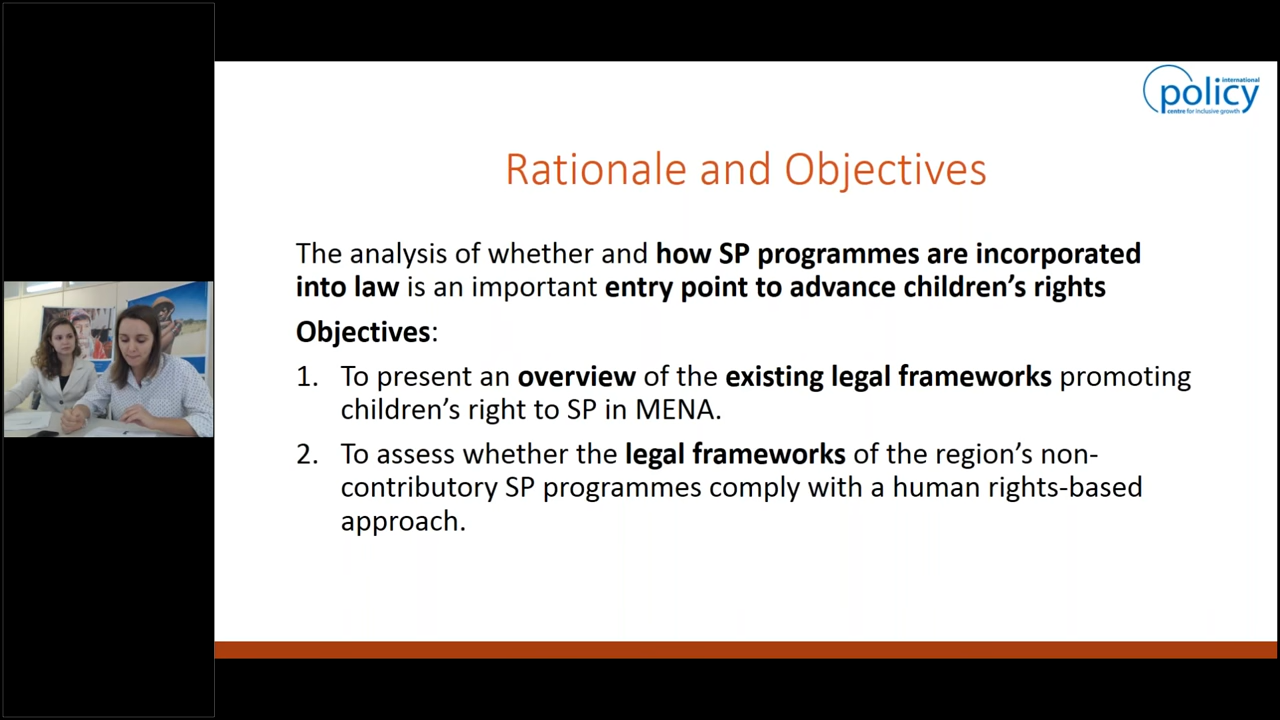 international
policy
centre for inclusive growth
Rationale and Objectives
The analysis of whether and how SP programmes are incorporated
into law is an important entry point to advance children’s rights
Objectives:
1. To present an overview of the existing legal frameworks promoting
children’s right to SP in MENA.
2. To assess whether the legal frameworks of the region’s non-
contributory SP programmes comply with a human rights-based
approach.